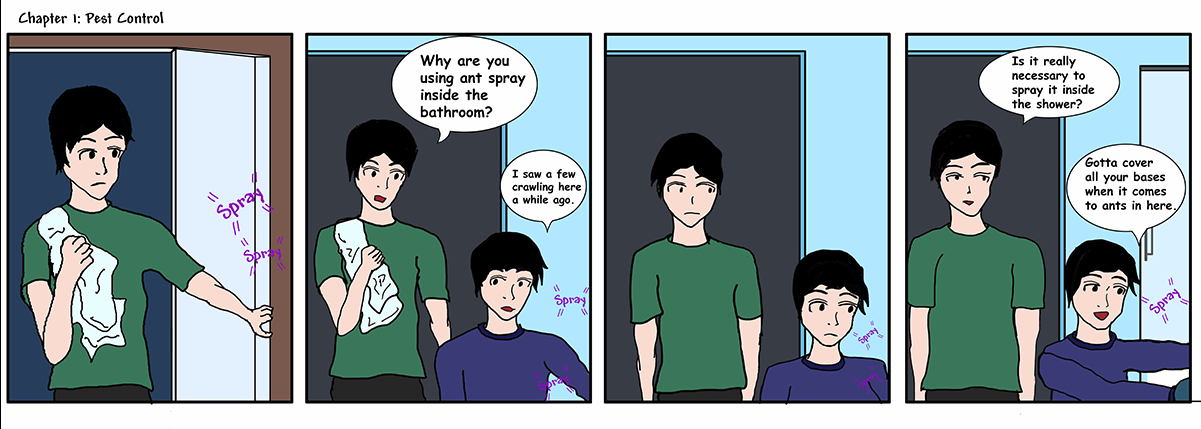 Chapter 1: Pest Control
Spray
Spray
Why are you
using ant spray
inside the
bathroom?
I saw a few
crawling here
a while ago.
Spray
Spray
Spray
Spray
Is it really
necessary to
spray it inside
the shower?
Gotta cover
all your bases
when it comes
to ants in here.
Spray